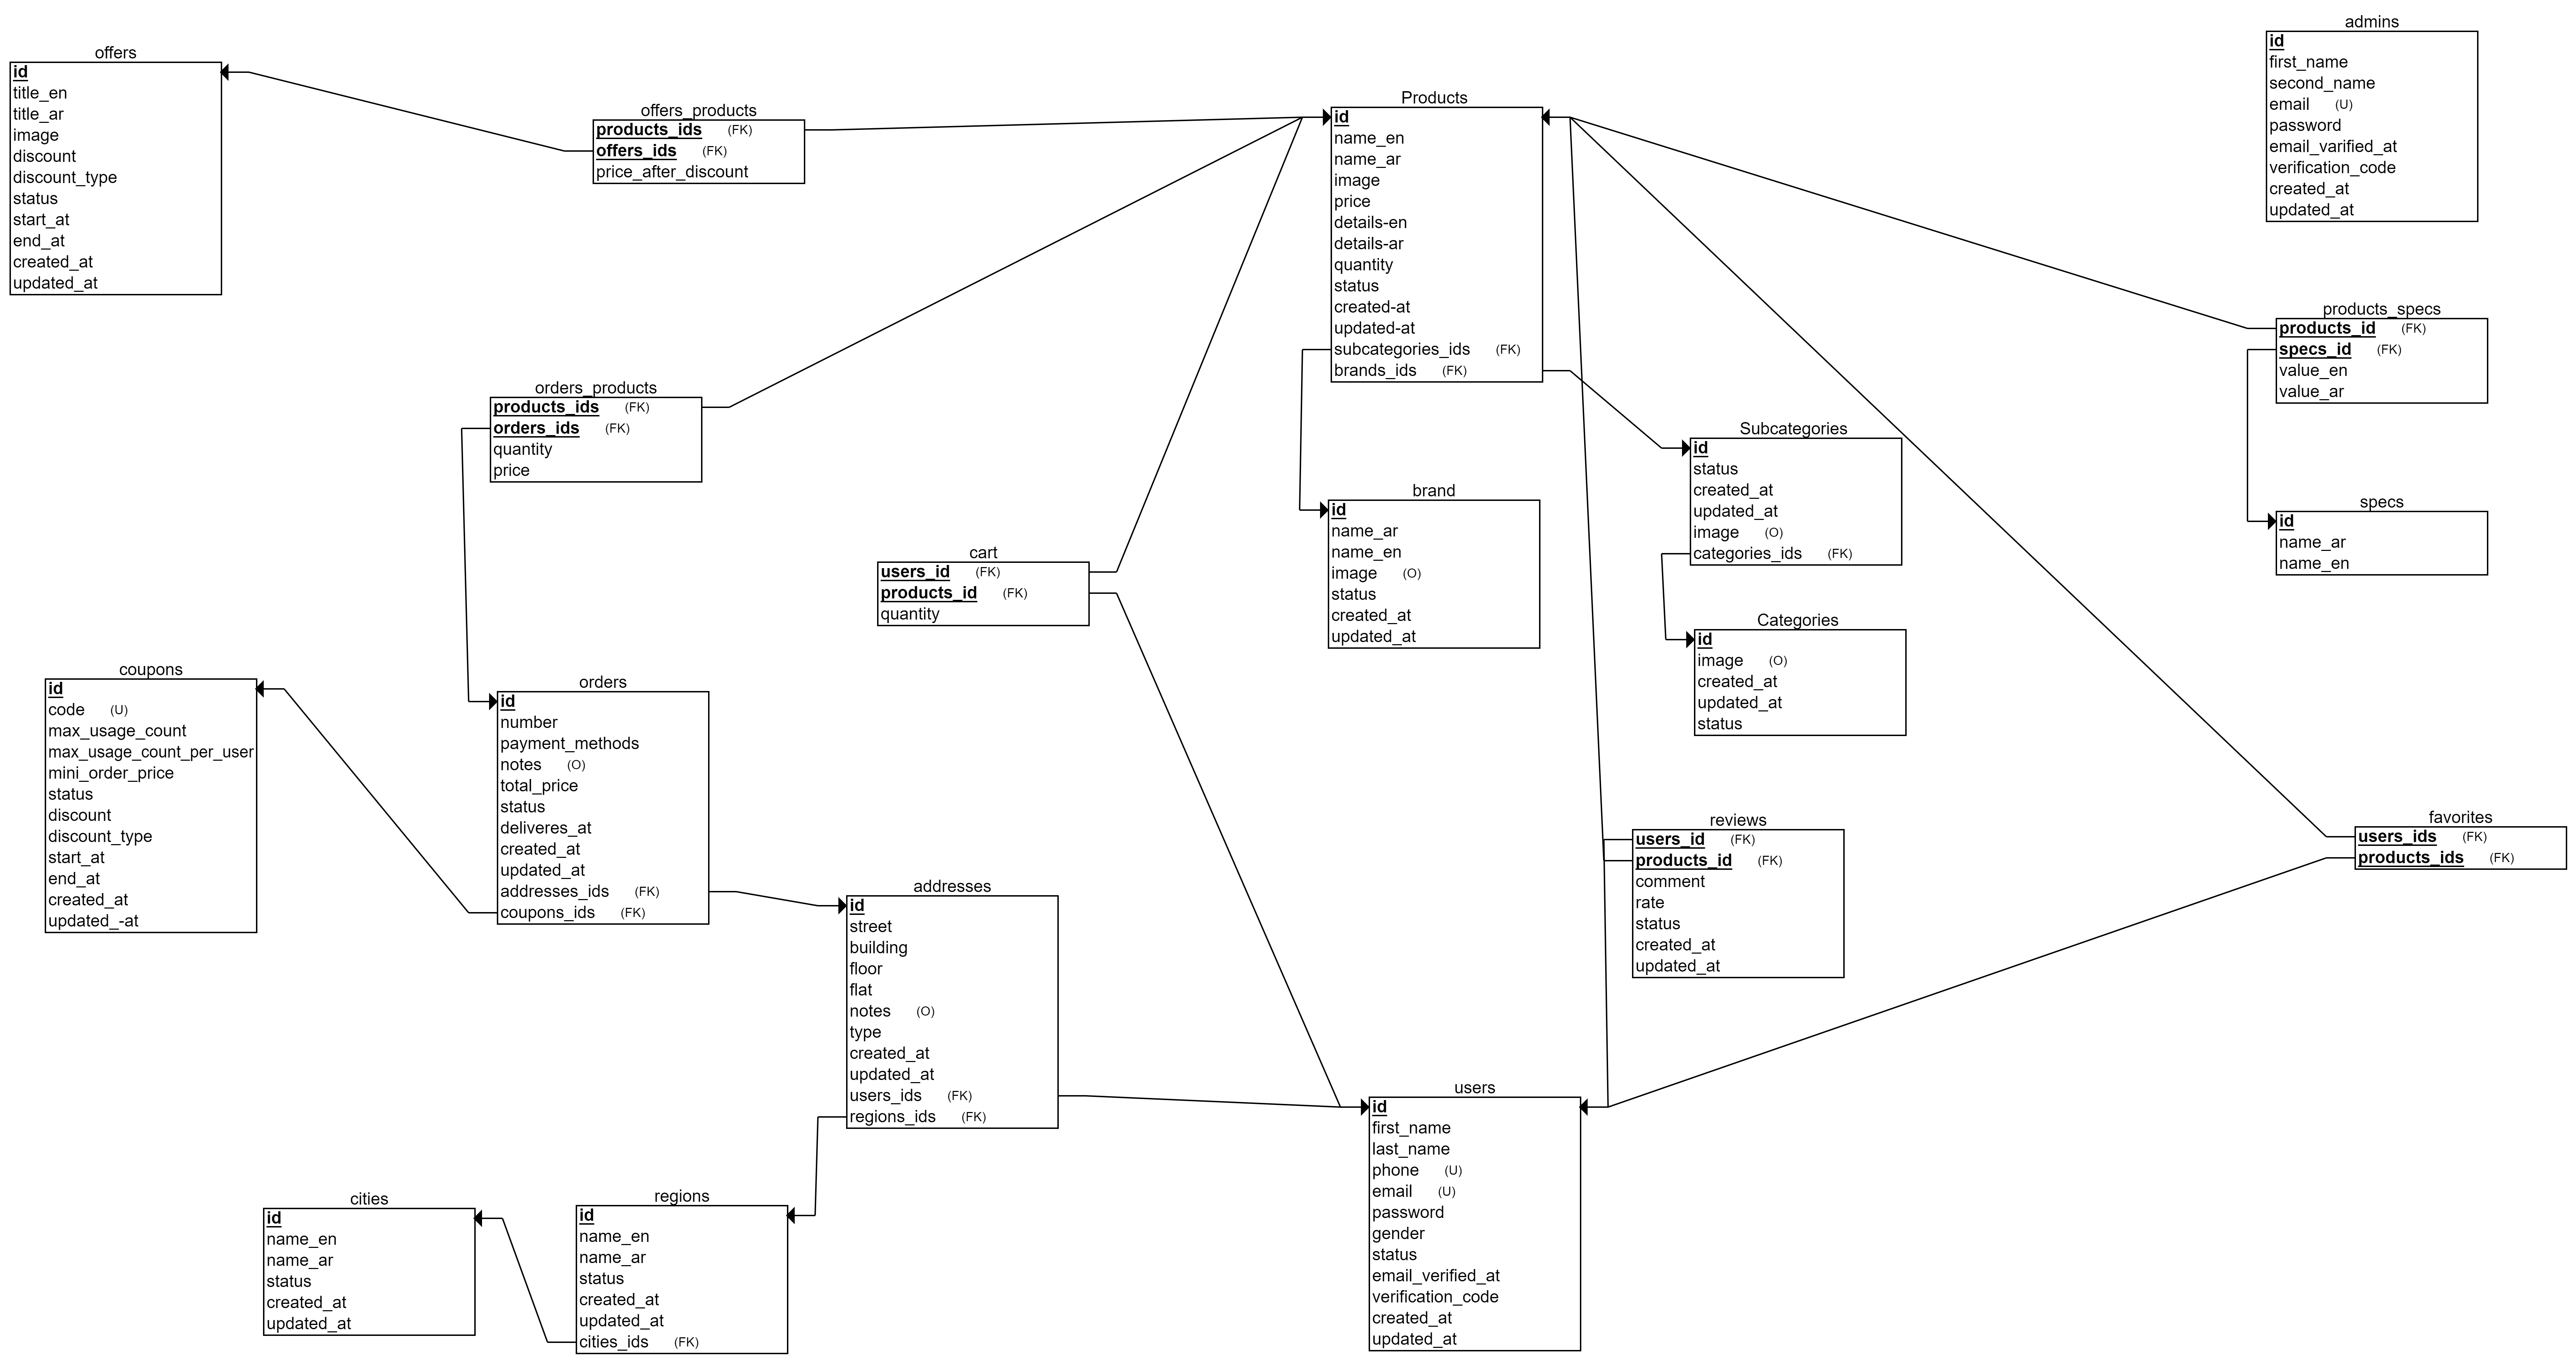 offers
id
title_en
title_ar
image
discount
discount_type
status
start_at
end_at
created_at
updated_at
offers_products
products_ids (FK)
offers_ids (FK)
price_after_discount
Products
id
name_en
name_ar
image
price
details-en
details-ar
quantity
status
created-at
updated-at
subcategories_ids (FK)
brands_ids (FK)
admins
id
first_name
second_name
email (U)
password
email_varified_at
verification_code
created_at
updated_at
products_specs
products_id (FK)
specs_id (FK)
value_en
value_ar
orders_products
products_ids (FK)
orders_ids (FK)
quantity
price
Subcategories
id
status
created_at
updated_at
image (O)
categories_ids (FK)
brand
id
name_ar
name_en
image (O)
status
created_at
updated_at
specs
id
name_ar
name_en
cart
users_id (FK)
products_id (FK)
quantity
Categories
id
image (O)
created_at
updated_at
status
coupons
id
code (U)
max_usage_count
max_usage_count_per_user
mini_order_price
status
discount
discount_type
start_at
end_at
created_at
updated_-at
orders
id
number
payment_methods
notes (O)
total_price
status
deliveres_at
created_at
updated_at
addresses_ids (FK)
coupons_ids (FK)
reviews
users_id (FK)
products_id (FK)
comment
rate
status
created_at
updated_at
favorites
users_ids (FK)
products_ids (FK)
addresses
id
street
building
floor
flat
notes (O)
type
created_at
updated_at
users_ids (FK)
regions_ids (FK)
users
id
first_name
last_name
phone (U)
email (U)
password
gender
status
email_verified_at
verification_code
created_at
updated_at
cities
id
name_en
name_ar
status
created_at
updated_at
regions
id
name_en
name_ar
status
created_at
updated_at
cities_ids (FK)